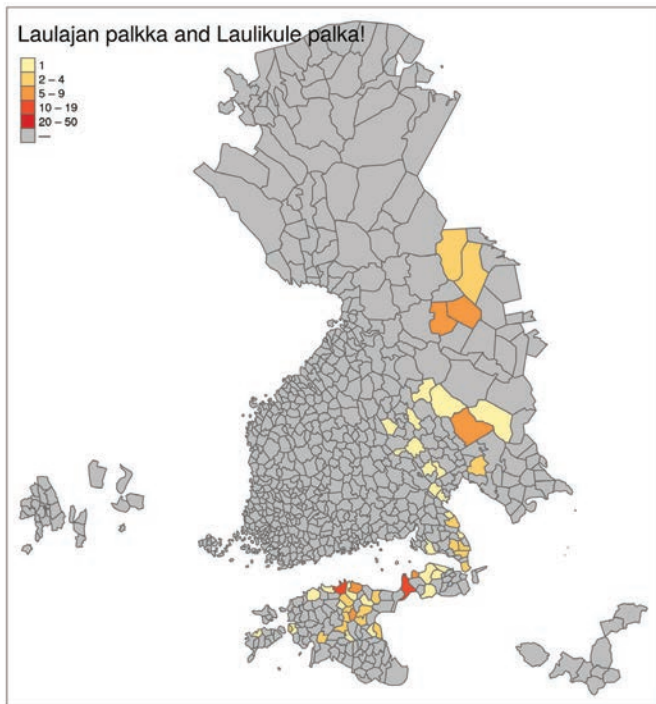 Laulajan palkka and Laulikule palka!
1
2 – 4
5 – 9
10 – 19
20 – 50
—